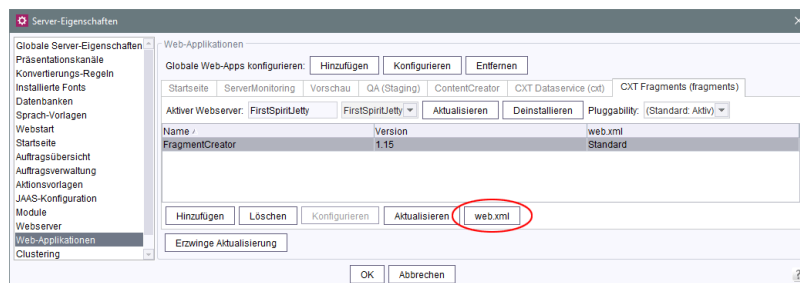 Server-Eigenschaften
Globale Server-Eigenschaften
Präsentationskanäle
Konvertierungs-Regeln
Installierte Fonts
Datenbanken
Sprach-Vorlagen
Webstart
Startseite
Auftragsübersicht
Auftragsverwaltung
Aktionsvorlagen
JAAS-Konfiguration
Module
Webserver
Web-Applikationen
Clustering
Web-Applikationen
Globale Web-Apps konfigurieren: Hinzufügen Konfigurieren Entfernen
Startseite ServerMonitoring Vorschau QA (Staging) ContentCreator CXT Dataservice (cxt) CXT Fragments (fragments)
Aktiver Webserver: FirstSpiritJetty FirstSpiritJetty Aktualisieren Deinstallieren Pluggability: (Standard: Aktiv)
Name Version web.xml
FragmentCreator 1.15 Standard
Hinzufügen Löschen Konfigurieren Aktualisieren web.xml
Erzwinge Aktualisierung
OK Abbrechen
?